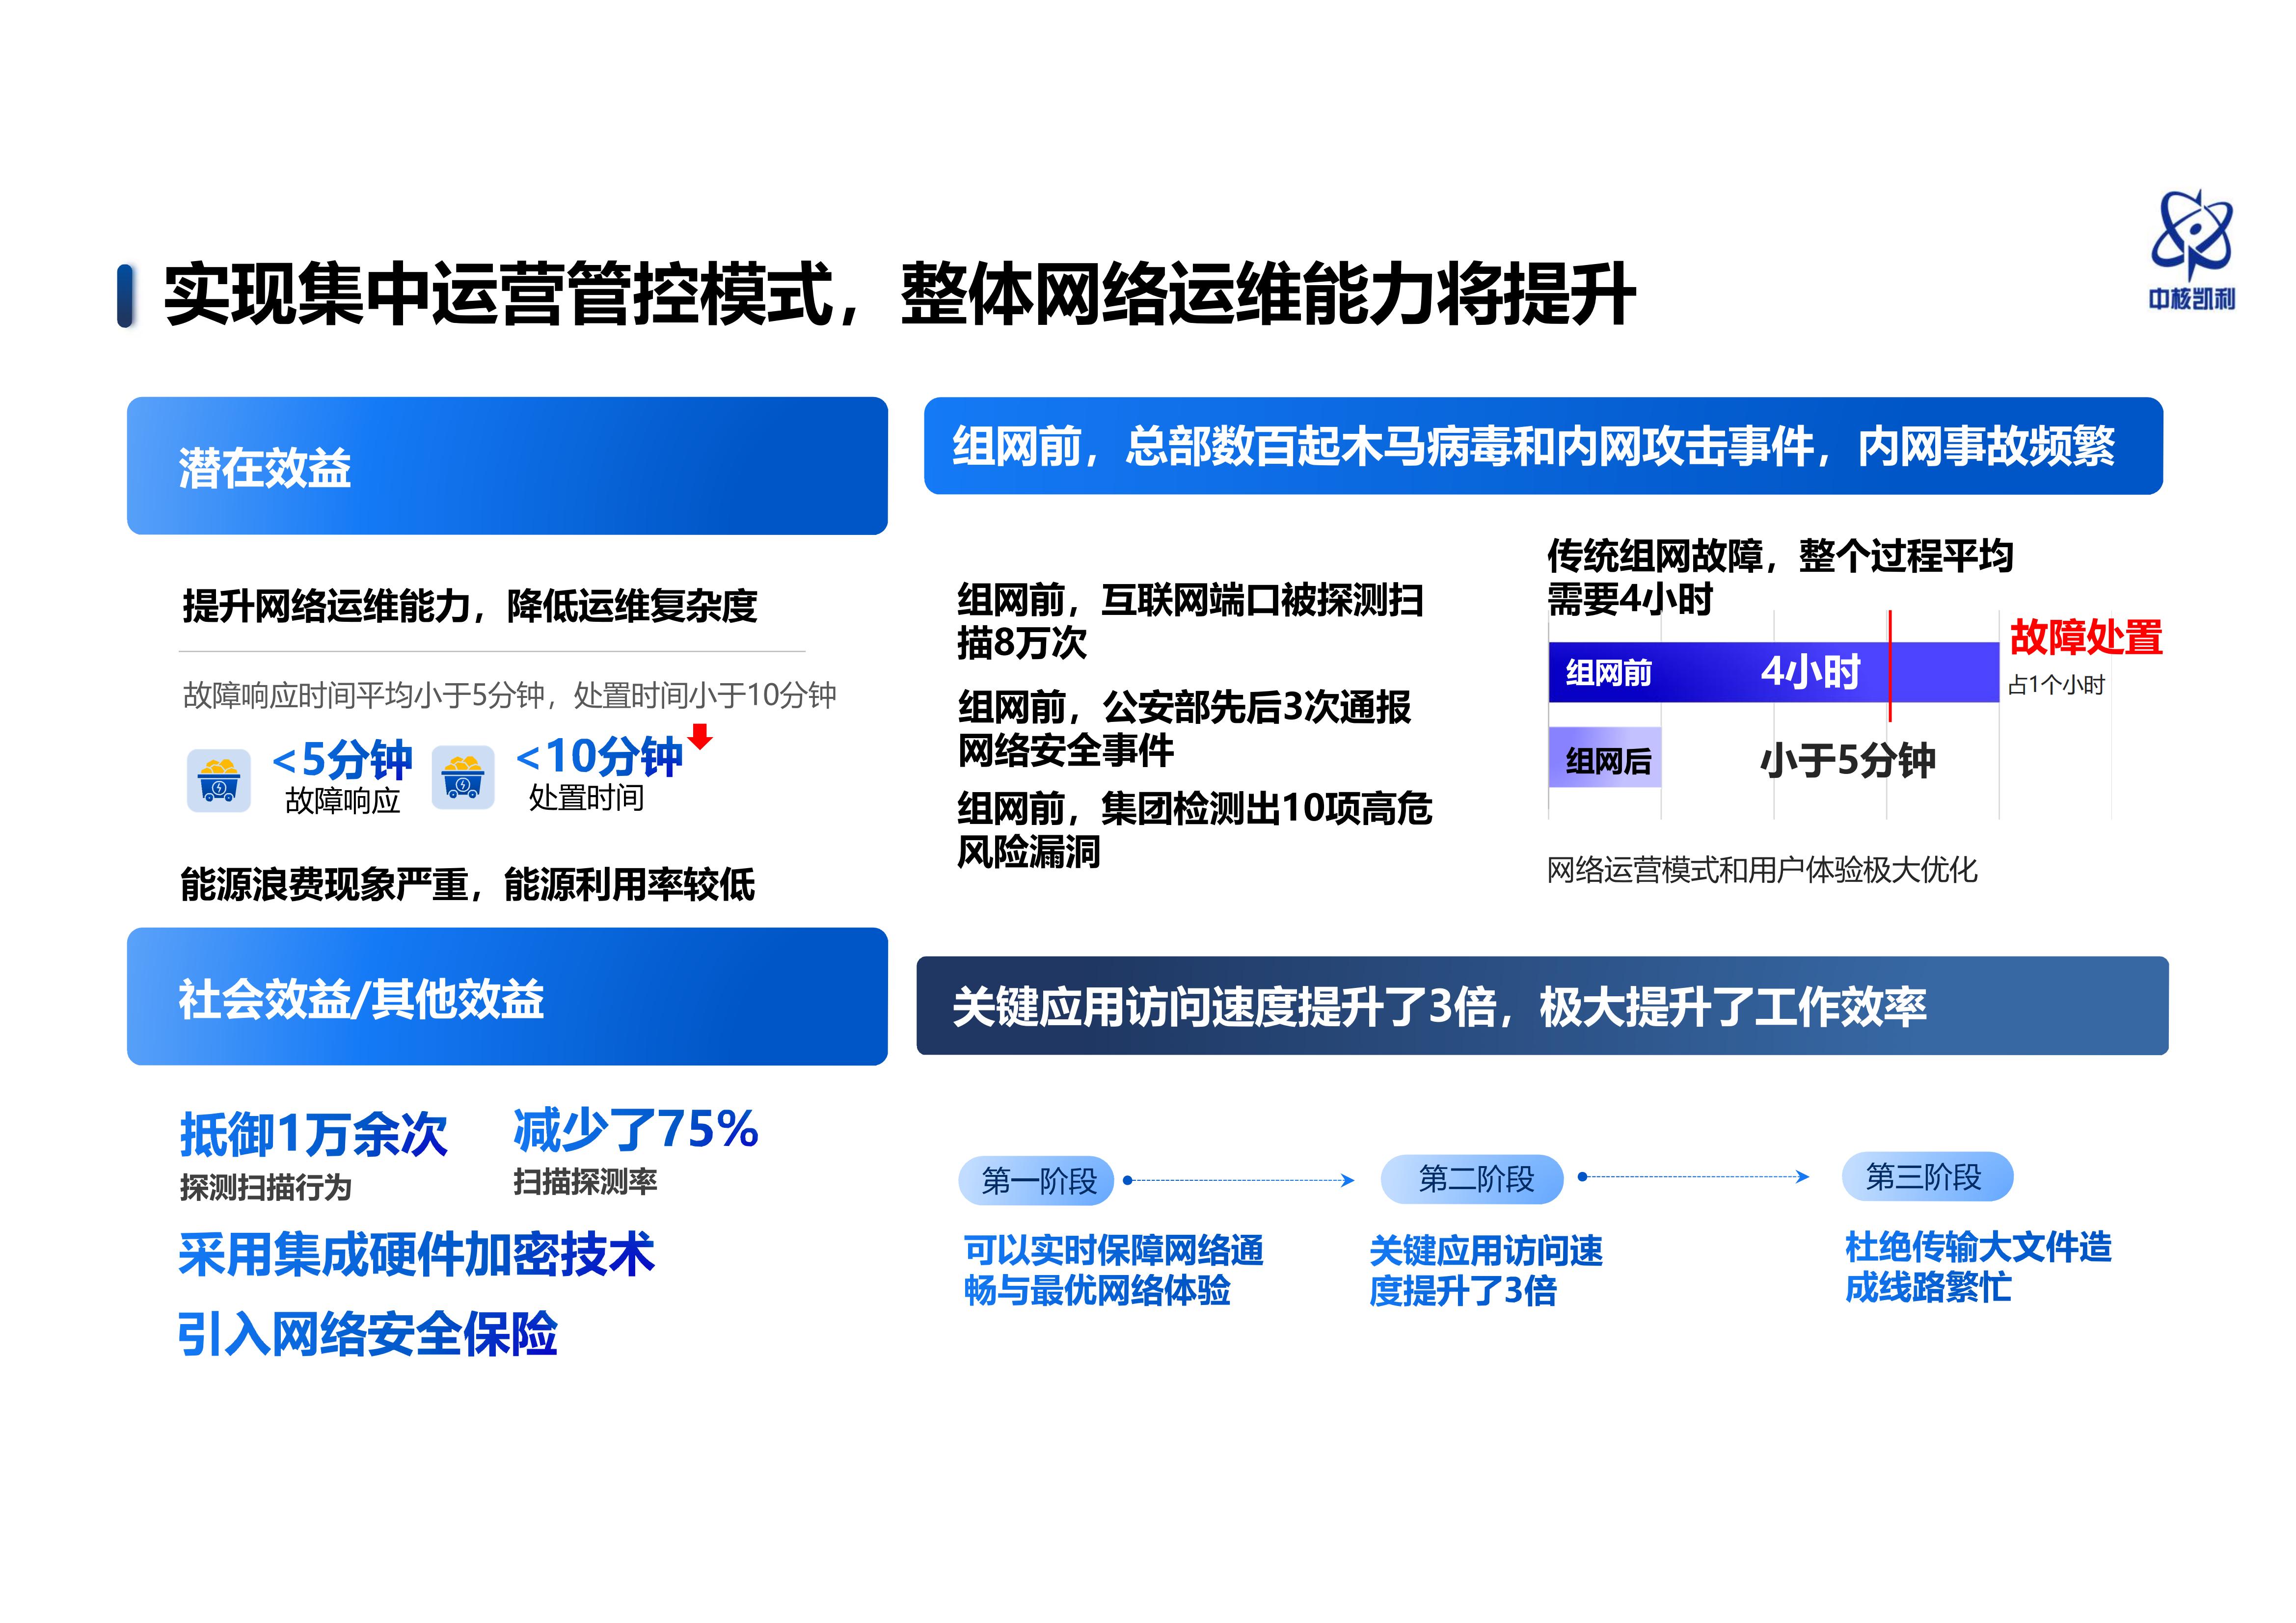 中核凯利
实现集中运营管控模式，整体网络运维能力将提升
潜在效益
提升网络运维能力，降低运维复杂度
故障响应时间平均小于5分钟，处置时间小于10分钟
<5分钟
故障响应
<10分钟
处置时间
能源浪费现象严重，能源利用率较低
组网前，总部数百起木马病毒和内网攻击事件，内网事故频繁
组网前，互联网端口被探测扫
描8万次
组网前，公安部先后3次通报
网络安全事件
组网前，集团检测出10项高危
风险漏洞
传统组网故障，整个过程平均
需要4小时
组网前
4小时
故障处置
占1个小时
组网后
小于5分钟
网络运营模式和用户体验极大优化
社会效益/其他效益
抵御1万余次
探测扫描行为
减少了75%
扫描探测率
采用集成硬件加密技术
引入网络安全保险
关键应用访问速度提升了3倍，极大提升了工作效率
第一阶段
可以实时保障网络通
畅与最优网络体验
第二阶段
关键应用访问速
度提升了3倍
第三阶段
杜绝传输大文件造
成线路繁忙